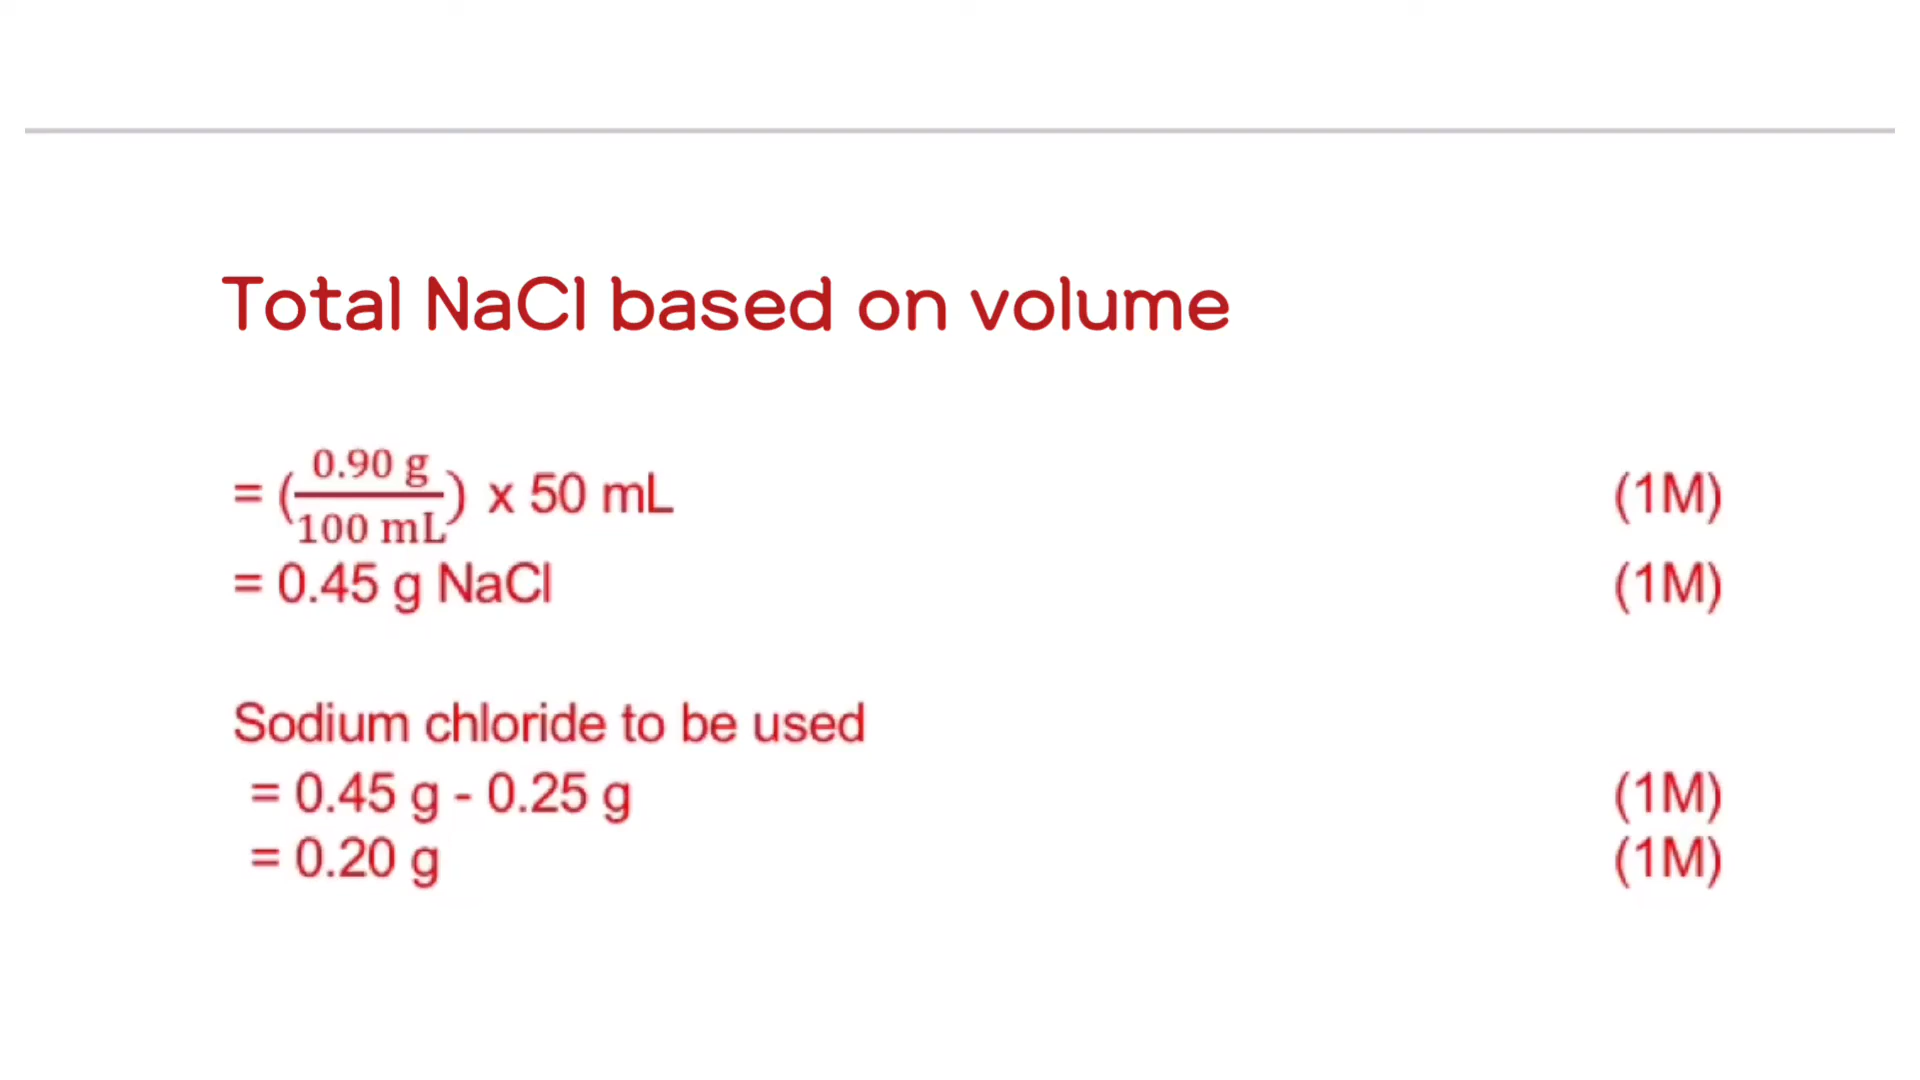 Total NaCl based on volume
= (0.90 g/100 mL) x 50 mL (1M)
= 0.45 g NaCl (1M)
Sodium chloride to be used
= 0.45 g - 0.25 g (1M)
= 0.20 g (1M)